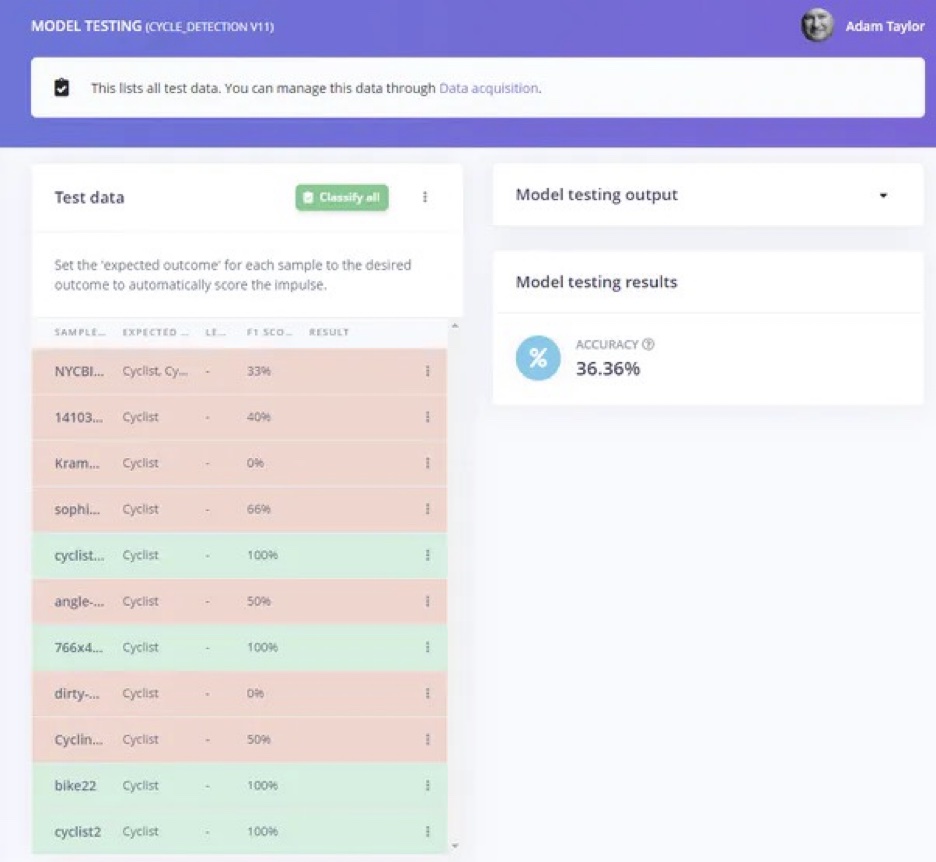 MODEL TESTING (CYCLE_DETECTION V11)
Adam Taylor
This lists all test data. You can manage this data through Data acquisition.
Test data
Classify all
Set the 'expected outcome' for each sample to the desired
outcome to automatically score the impulse.
SAMPLE... EXPECTED ... LE... F1 SCO... RESULT
NYCBI... Cyclist, Cy... - 33%
14103... Cyclist - 40%
Kram... Cyclist - 0%
sophi... Cyclist - 66%
cyclist... Cyclist - 100%
angle-... Cyclist - 50%
766x4... Cyclist - 100%
dirty-... Cyclist - 0%
Cyclin... Cyclist - 50%
bike22 Cyclist - 100%
cyclist2 Cyclist - 100%
Model testing output
Model testing results
%
ACCURACY ?
36.36%